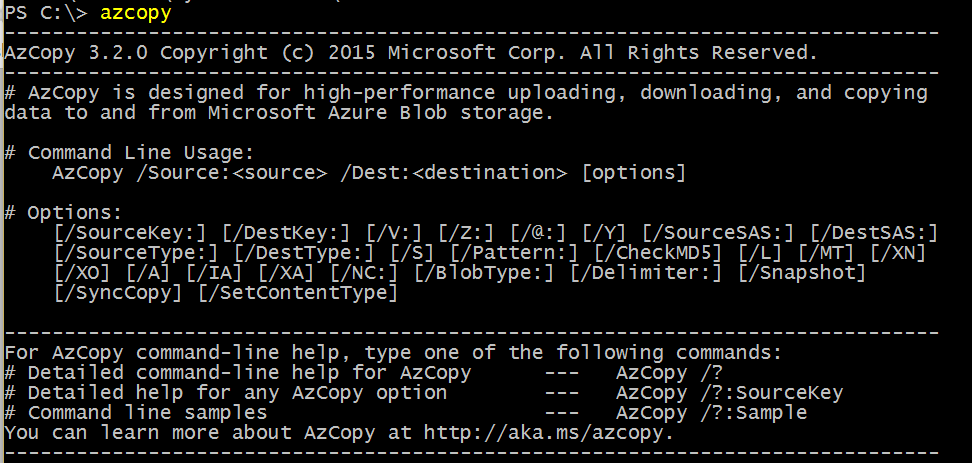 PS C:\> azcopy
------------------------------------------------------------------------------
AzCopy 3.2.0 Copyright (c) 2015 Microsoft Corp. All Rights Reserved.
------------------------------------------------------------------------------
# AzCopy is designed for high-performance uploading, downloading, and copying
data to and from Microsoft Azure Blob storage.

# Command Line Usage:
    AzCopy /Source:<source> /Dest:<destination> [options]

# Options:
    [/SourceKey:] [/DestKey:] [/V:] [/Z:] [/@:] [/Y] [/SourceSAS:] [/DestSAS:]
    [/SourceType:] [/DestType:] [/S] [/Pattern:] [/CheckMD5] [/L] [/MT] [/XN]
    [/XO] [/A] [/IA] [/XA] [/NC:] [/BlobType:] [/Delimiter:] [/Snapshot]
    [/SyncCopy] [/SetContentType]

------------------------------------------------------------------------------
For AzCopy command-line help, type one of the following commands:
# Detailed command-line help for AzCopy      ---   AzCopy /?
# Detailed help for any AzCopy option        ---   AzCopy /?:SourceKey
# Command line samples                       ---   AzCopy /?:Sample
You can learn more about AzCopy at http://aka.ms/azcopy.
------------------------------------------------------------------------------